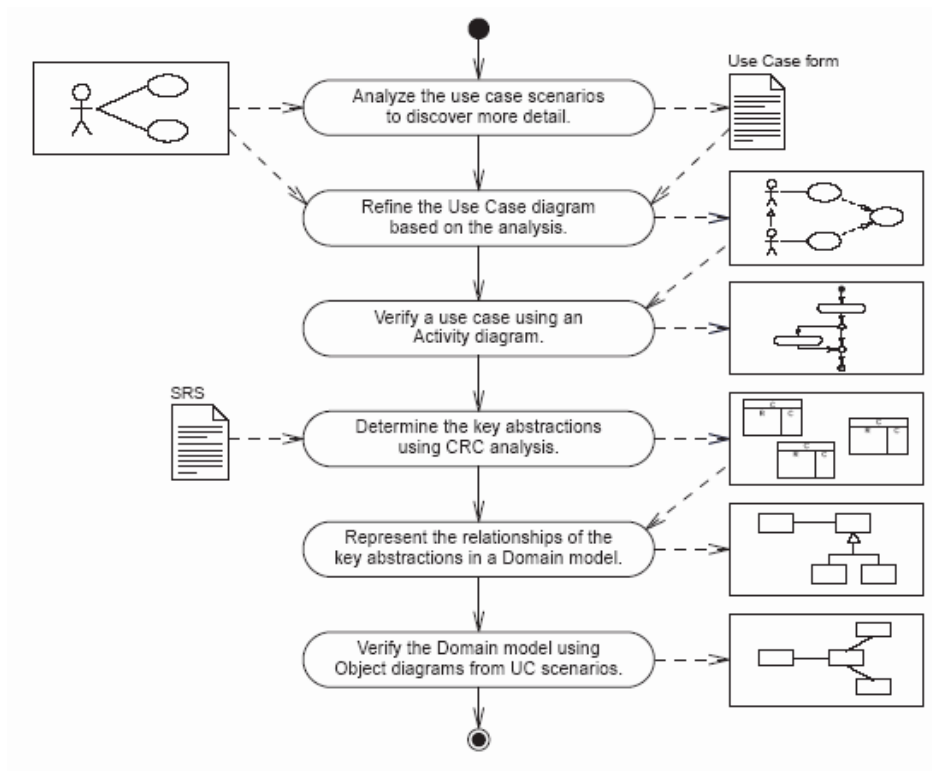 Use Case form
Analyze the use case scenarios
to discover more detail.
Refine the Use Case diagram
based on the analysis.
Verify a use case using an
Activity diagram.
SRS
Determine the key abstractions
using CRC analysis.
C
R C
C
R C
C
R C
Represent the relationships of the
key abstractions in a Domain model.
Verify the Domain model using
Object diagrams from UC scenarios.